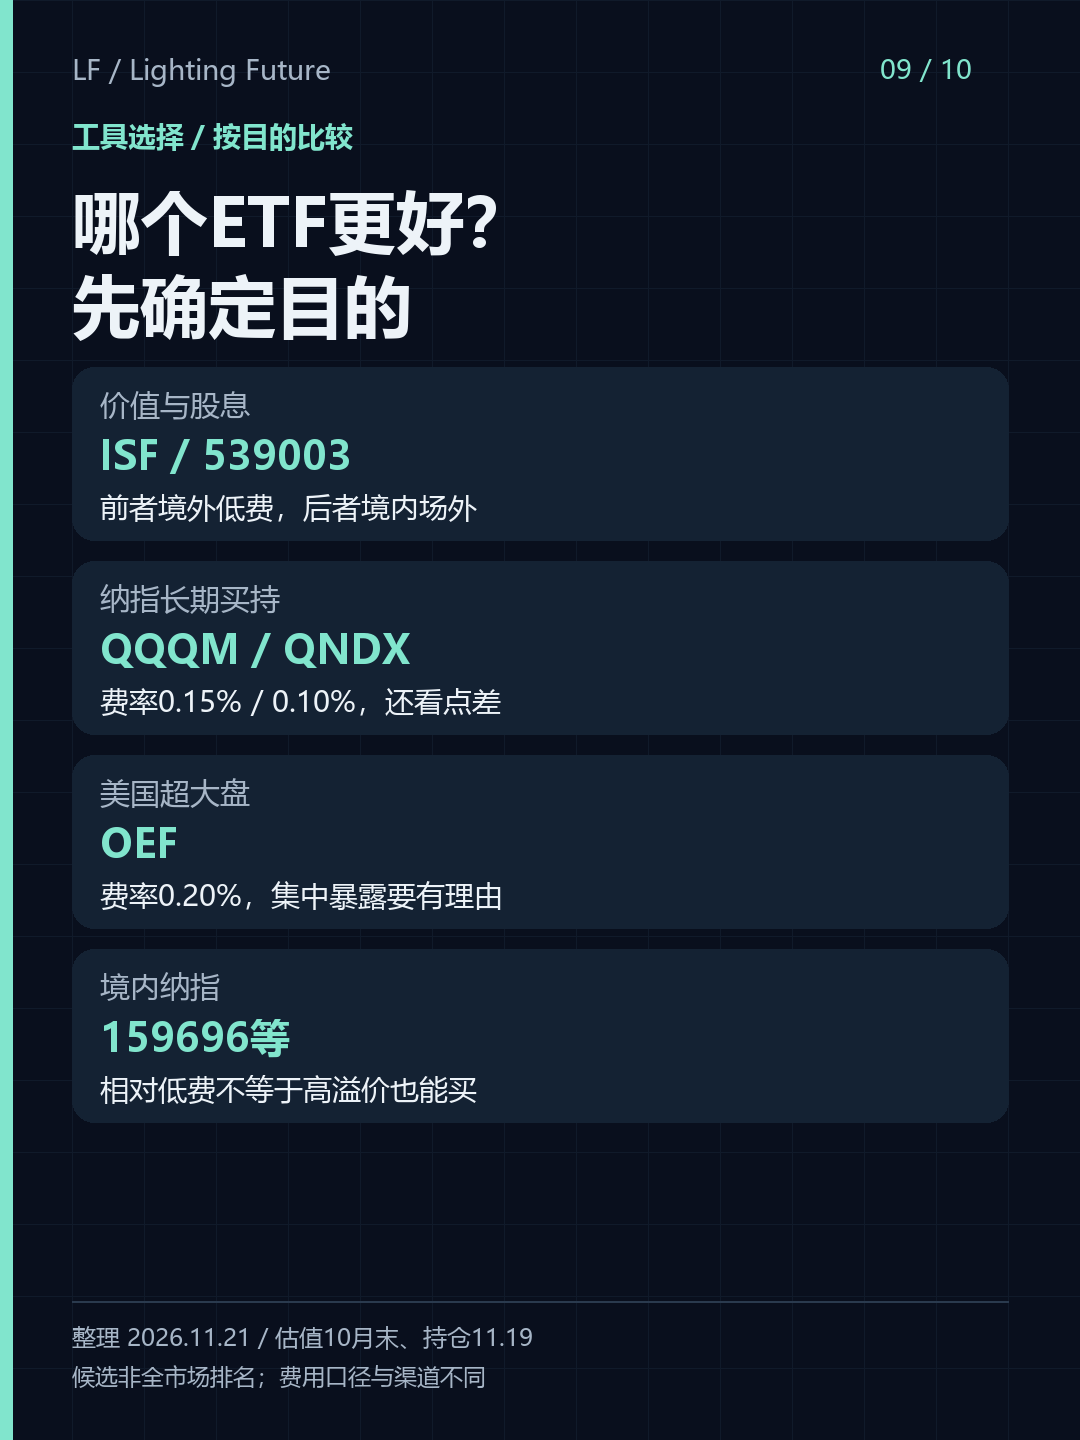 LF / Lighting Future
09 / 10
工具选择 / 按目的比较
哪个ETF更好？
先确定目的
价值与股息
ISF / 539003
前者境外低费，后者境内场外
纳指长期买持
QQQM / QNDX
费率0.15% / 0.10%，还看点差
美国超大盘
OEF
费率0.20%，集中暴露要有理由
境内纳指
159696等
相对低费不等于高溢价也能买
整理 2026.11.21 / 估值10月末、持仓11.19
候选非全市场排名；费用口径与渠道不同